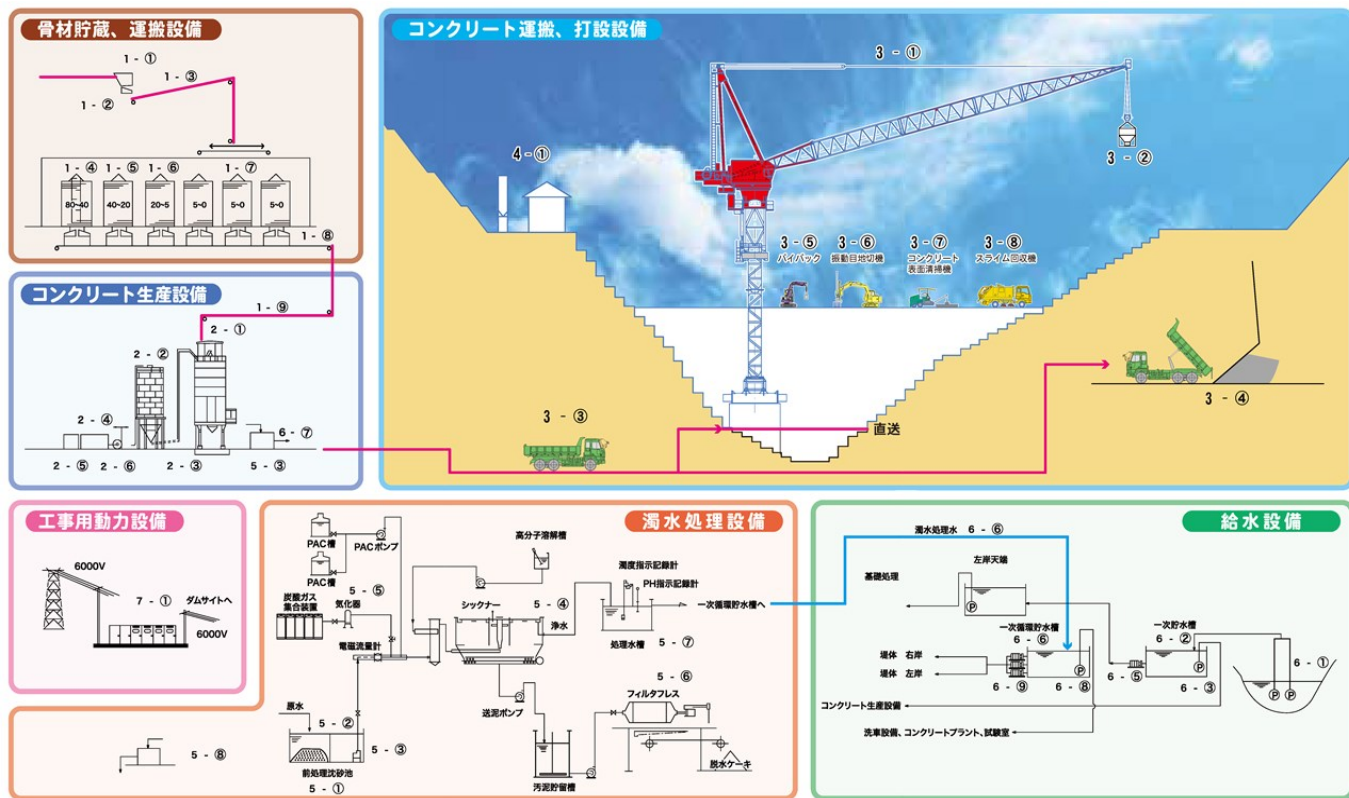 骨材貯蔵、運搬設備
1 - ①
1 - ③
1 - ②
1 - ④ 1 - ⑤ 1 - ⑥ 1 - ⑦
80~40 40~20 20~5 5~0 5~0 5~0
1 - ⑧
コンクリート生産設備
1 - ⑨
2 - ①
2 - ②
2 - ④
6 - ⑦
2 - ⑤ 2 - ⑥ 2 - ③ 5 - ③
コンクリート運搬、打設設備
3 - ①
3 - ②
4 - ①
3 - ⑤ 3 - ⑥ 3 - ⑦ 3 - ⑧
バイバック 振動目地切機 コンクリート表面清掃機 スライム回収機
3 - ③
直送
3 - ④
工事用動力設備
6000V
7 - ①
ダムサイトへ
6000V
濁水処理設備
PAC槽
PACポンプ
PAC槽
高分子溶解槽
濁度指示記録計
PH指示記録計
5 - ⑤
炭酸ガス
集合装置
気化器
シックナー
5 - ④
浄水
一次循環貯水槽へ
電磁流量計
処理水槽 5 - ⑦
5 - ⑥
フィルタプレス
送泥ポンプ
原水
5 - ②
5 - ③
前処理沈砂池
5 - ①
汚泥貯留槽
脱水ケーキ
5 - ⑧
給水設備
濁水処理水 6 - ⑥
左岸天端
基礎処理
P
一次循環貯水槽
6 - ⑥
一次貯水槽
6 - ②
6 - ①
堤体 右岸
堤体 左岸
P
6 - ⑤
P
P P
6 - ⑨ 6 - ⑧ 6 - ③
コンクリート生産設備
洗車設備、コンクリートプラント、試験室